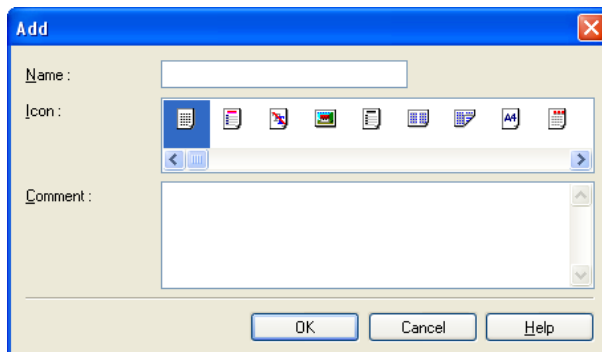 Add
Name :
Icon :
A4
Comment :
OK Cancel Help